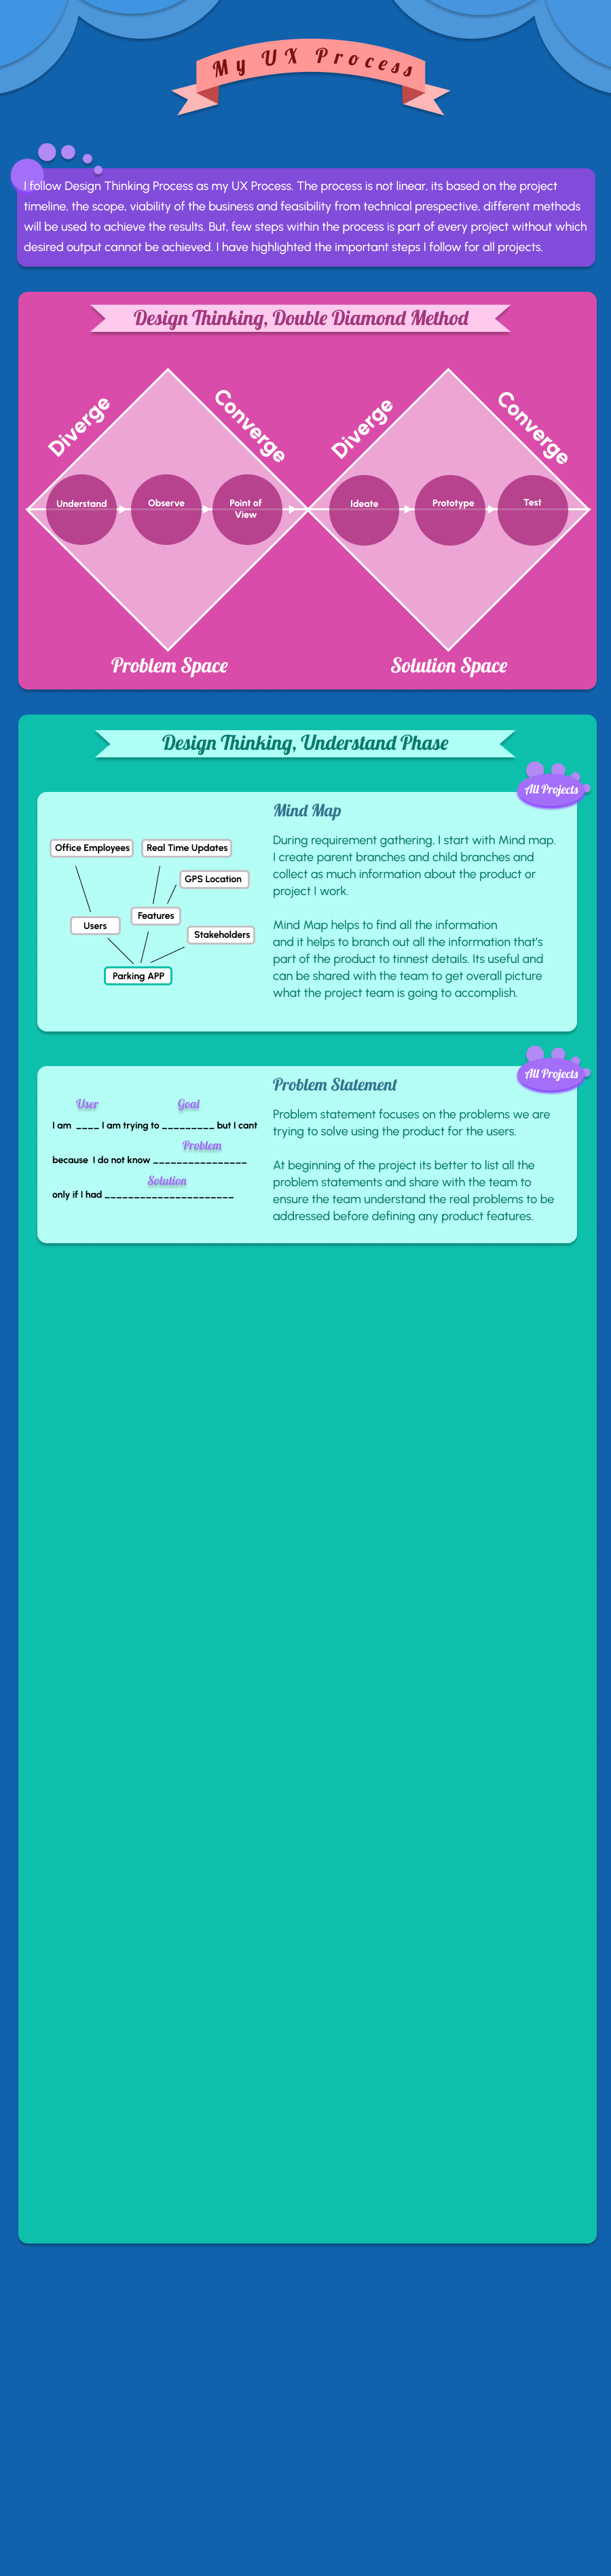 My UX Process
I follow Design Thinking Process as my UX Process. The process is not linear, its based on the project
timeline, the scope, viability of the business and feasibility from technical prespective, different methods
will be used to achieve the results. But, few steps within the process is part of every project without which
desired output cannot be achieved. I have highlighted the important steps I follow for all projects.
Design Thinking, Double Diamond Method
Diverge
Converge
Diverge
Converge
Understand
Observe
Point of
View
Ideate
Prototype
Test
Problem Space
Solution Space
Design Thinking, Understand Phase
All Projects
Mind Map
Office Employees
Real Time Updates
GPS Location
Features
Users
Stakeholders
Parking APP
During requirement gathering, I start with Mind map.
I create parent branches and child branches and
collect as much information about the product or
project I work.
Mind Map helps to find all the information
and it helps to branch out all the information that's
part of the product to tinnest details. Its useful and
can be shared with the team to get overall picture
what the project team is going to accomplish.
All Projects
Problem Statement
User
Goal
I am ____ I am trying to _________ but I cant
Problem
because I do not know ________________
Solution
only if I had ______________________
Problem statement focuses on the problems we are
trying to solve using the product for the users.
At beginning of the project its better to list all the
problem statements and share with the team to
ensure the team understand the real problems to be
addressed before defining any product features.